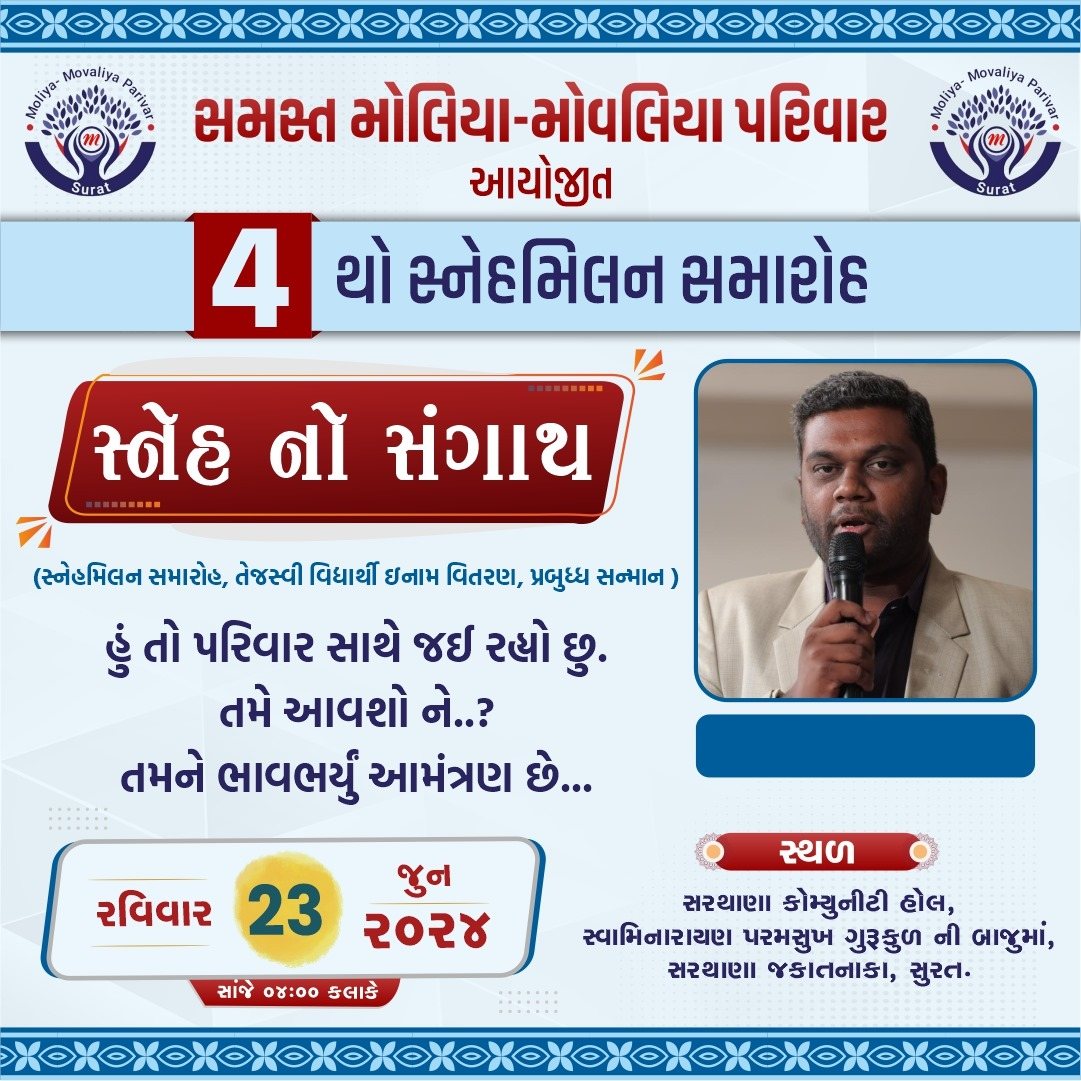 Moliya- Movaliya Parivar
m
Surat
Moliya- Movaliya Parivar
m
Surat
સમસ્ત મોલિયા-મોવલિયા પરિવાર
આયોજીત
4 થો સ્નેહમિલન સમારોહ
સ્નેહ નો સંગાથ
(સ્નેહમિલન સમારોહ, તેજસ્વી વિદ્યાર્થી ઇનામ વિતરણ, પ્રબુધ્ધ સન્માન )
હું તો પરિવાર સાથે જઈ રહ્યો છુ.
તમે આવશો ને..?
તમને ભાવભર્યું આમંત્રણ છે...
રવિવાર 23 જુન ૨૦૨૪
સાંજે ૦૪:૦૦ કલાકે
સ્થળ
સરથાણા કોમ્યુનીટી હોલ,
સ્વામિનારાયણ પરમસુખ ગુરૂકુળ ની બાજુમાં,
સરથાણા જકાતનાકા, સુરત.